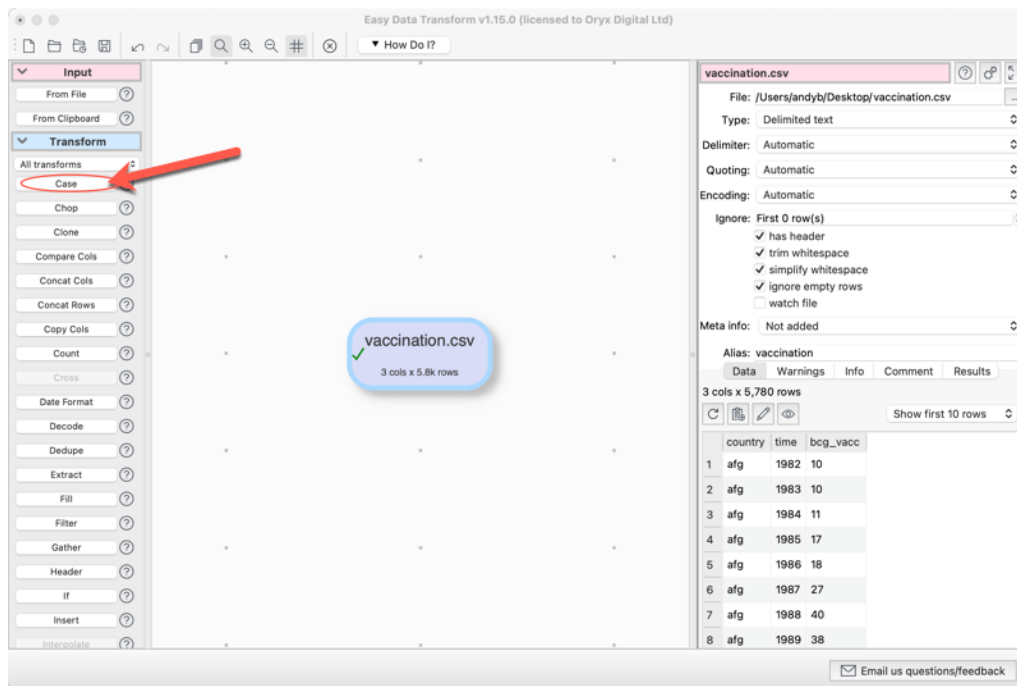 Easy Data Transform v1.15.0 (licensed to Oryx Digital Ltd)
▼ How Do I?
Input
From File
From Clipboard
Transform
All transforms
Case
Chop
Clone
Compare Cols
Concat Cols
Concat Rows
Copy Cols
Count
Cross
Date Format
Decode
Dedupe
Extract
Fill
Filter
Gather
Header
If
Insert
Interpolate
vaccination.csv
3 cols x 5.8k rows
vaccination.csv
File: /Users/andyb/Desktop/vaccination.csv ...
Type: Delimited text
Delimiter: Automatic
Quoting: Automatic
Encoding: Automatic
Ignore: First 0 row(s)
has header
trim whitespace
simplify whitespace
ignore empty rows
watch file
Meta info: Not added
Alias: vaccination
Data Warnings Info Comment Results
3 cols x 5,780 rows
Show first 10 rows
country time bcg_vacc
1 afg 1982 10
2 afg 1983 10
3 afg 1984 11
4 afg 1985 17
5 afg 1986 18
6 afg 1987 27
7 afg 1988 40
8 afg 1989 38
Email us questions/feedback